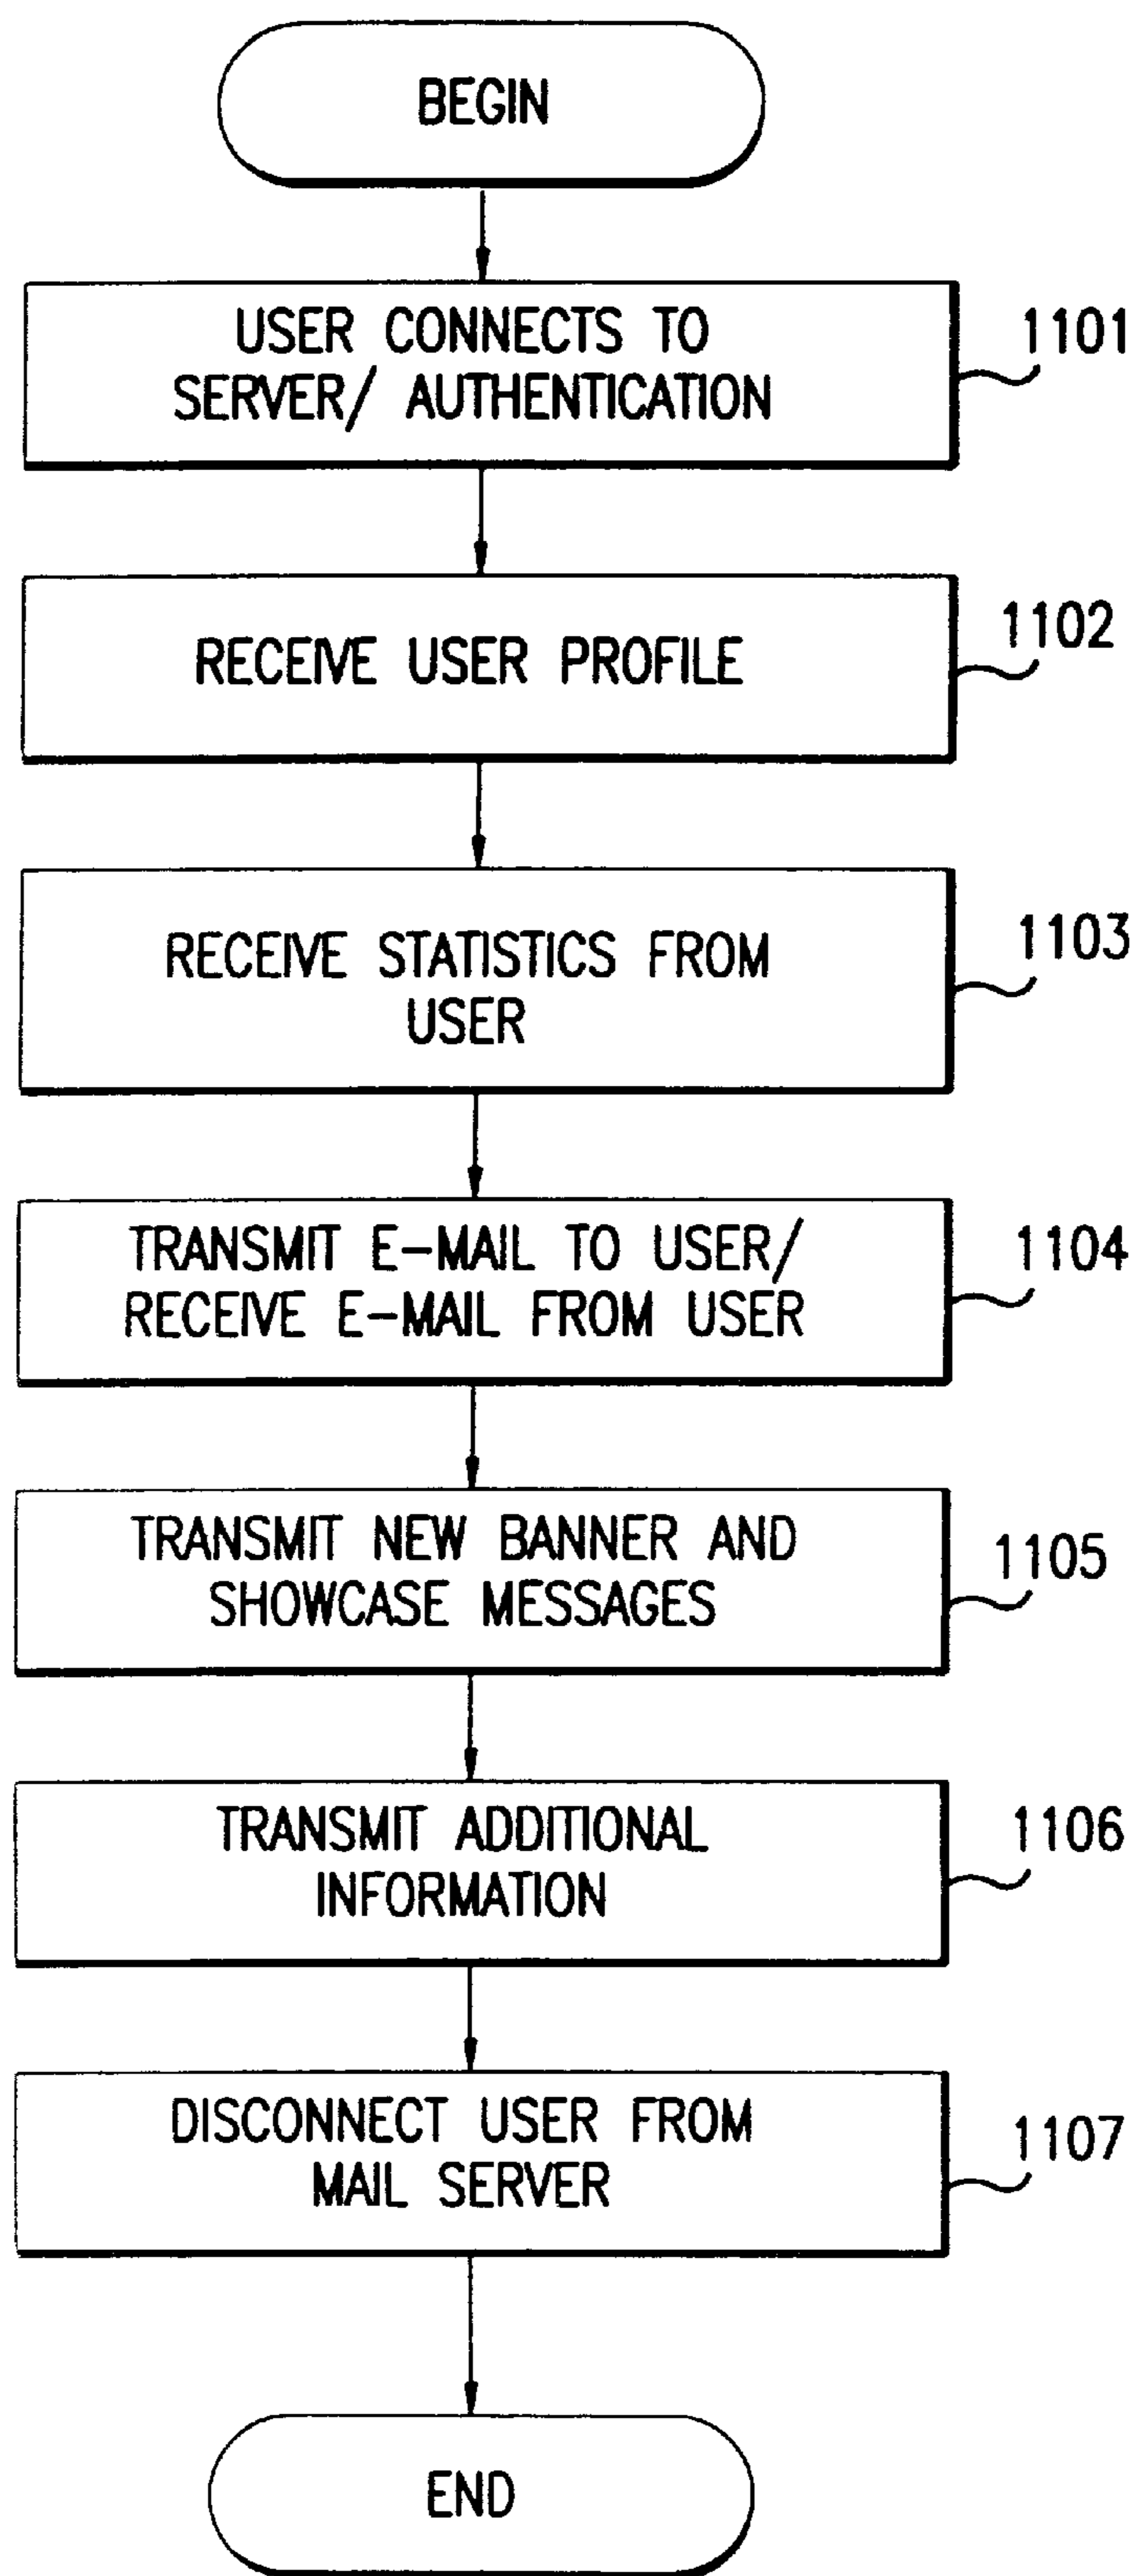 BEGIN
USER CONNECTS TO
SERVER/ AUTHENTICATION
1101
RECEIVE USER PROFILE
1102
RECEIVE STATISTICS FROM
USER
1103
TRANSMIT E-MAIL TO USER/
RECEIVE E-MAIL FROM USER
1104
TRANSMIT NEW BANNER AND
SHOWCASE MESSAGES
1105
TRANSMIT ADDITIONAL
INFORMATION
1106
DISCONNECT USER FROM
MAIL SERVER
1107
END